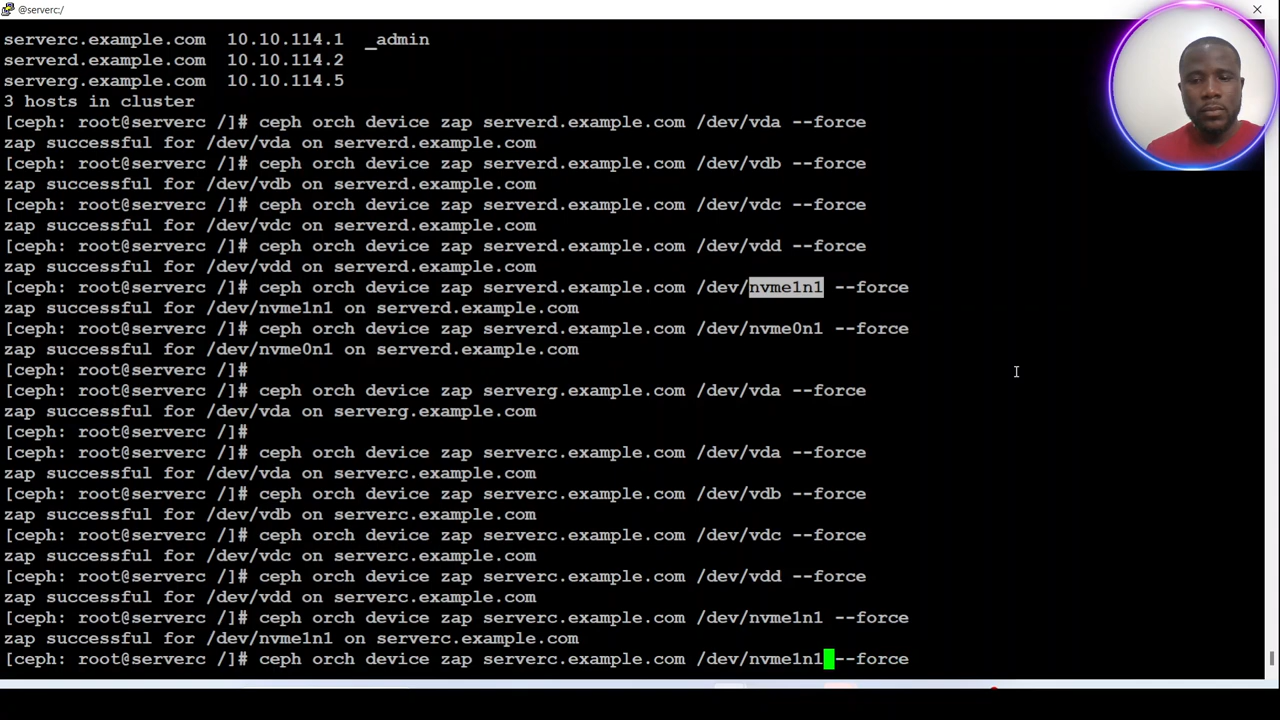 @serverc:/
serverc.example.com  10.10.114.1  _admin
serverd.example.com  10.10.114.2
serverg.example.com  10.10.114.5
3 hosts in cluster
[ceph: root@serverc /]# ceph orch device zap serverd.example.com /dev/vda --force
zap successful for /dev/vda on serverd.example.com
[ceph: root@serverc /]# ceph orch device zap serverd.example.com /dev/vdb --force
zap successful for /dev/vdb on serverd.example.com
[ceph: root@serverc /]# ceph orch device zap serverd.example.com /dev/vdc --force
zap successful for /dev/vdc on serverd.example.com
[ceph: root@serverc /]# ceph orch device zap serverd.example.com /dev/vdd --force
zap successful for /dev/vdd on serverd.example.com
[ceph: root@serverc /]# ceph orch device zap serverd.example.com /dev/nvme1n1 --force
zap successful for /dev/nvme1n1 on serverd.example.com
[ceph: root@serverc /]# ceph orch device zap serverd.example.com /dev/nvme0n1 --force
zap successful for /dev/nvme0n1 on serverd.example.com
[ceph: root@serverc /]#
[ceph: root@serverc /]# ceph orch device zap serverg.example.com /dev/vda --force
zap successful for /dev/vda on serverg.example.com
[ceph: root@serverc /]#
[ceph: root@serverc /]# ceph orch device zap serverc.example.com /dev/vda --force
zap successful for /dev/vda on serverc.example.com
[ceph: root@serverc /]# ceph orch device zap serverc.example.com /dev/vdb --force
zap successful for /dev/vdb on serverc.example.com
[ceph: root@serverc /]# ceph orch device zap serverc.example.com /dev/vdc --force
zap successful for /dev/vdc on serverc.example.com
[ceph: root@serverc /]# ceph orch device zap serverc.example.com /dev/vdd --force
zap successful for /dev/vdd on serverc.example.com
[ceph: root@serverc /]# ceph orch device zap serverc.example.com /dev/nvme1n1 --force
zap successful for /dev/nvme1n1 on serverc.example.com
[ceph: root@serverc /]# ceph orch device zap serverc.example.com /dev/nvme1n1 --force